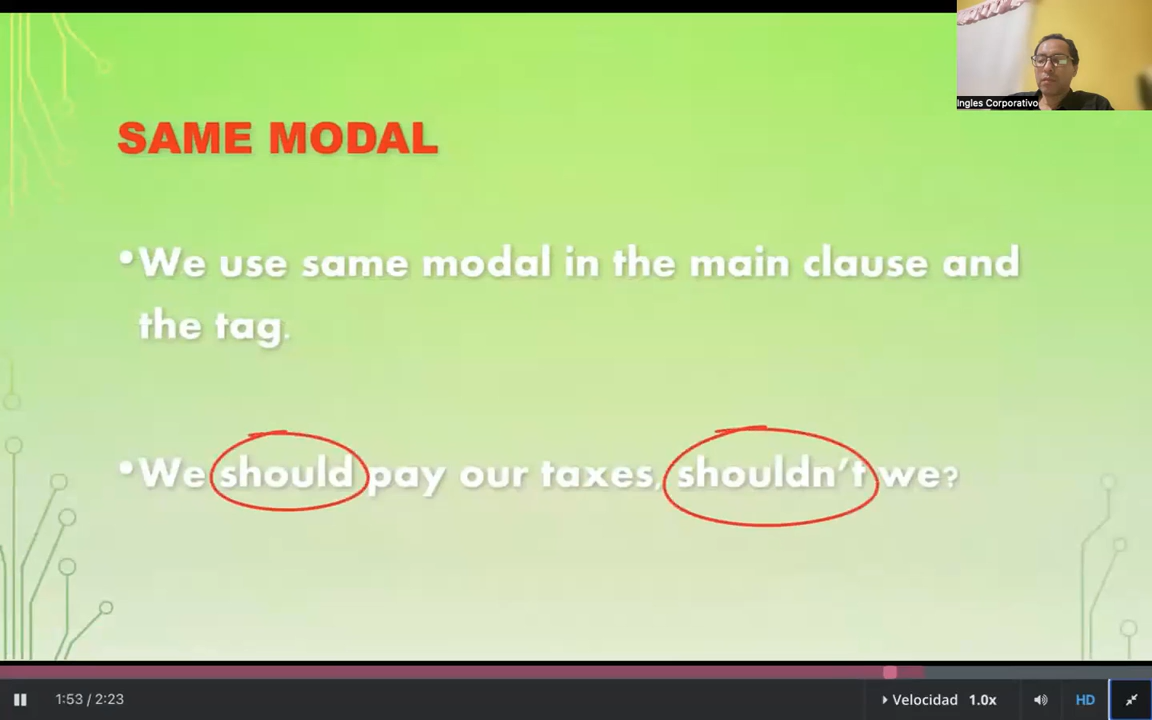 Ingles Corporativo
SAME MODAL
•We use same modal in the main clause and
the tag.
•We should pay our taxes, shouldn't we?
1:53 / 2:23
Velocidad 1.0x
HD